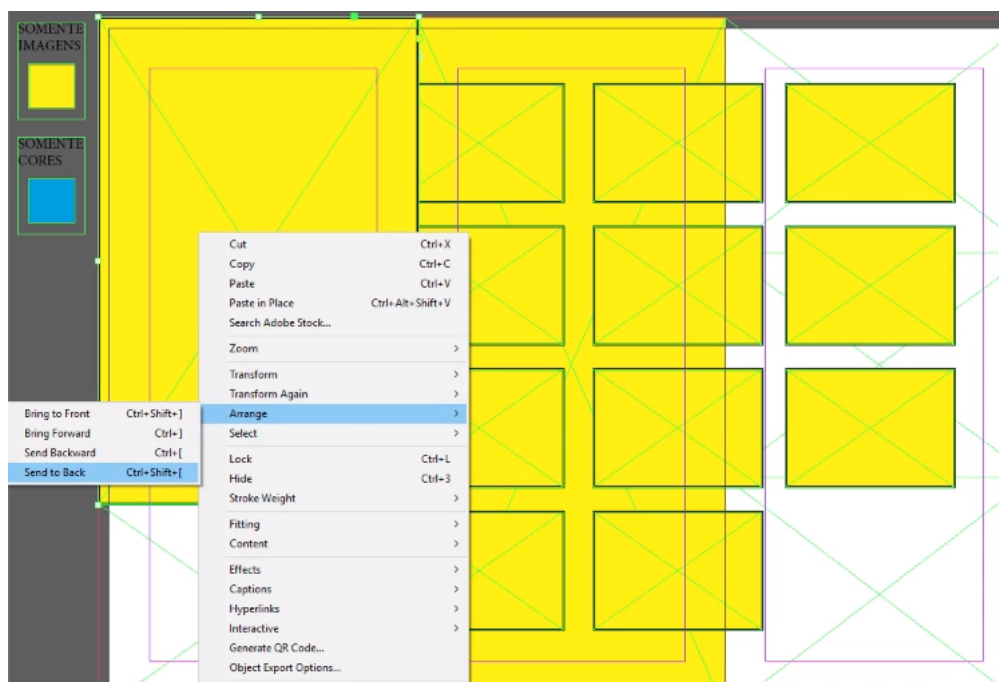 SOMENTE
IMAGENS
SOMENTE
CORES
Cut Ctrl+X
Copy Ctrl+C
Paste Ctrl+V
Paste in Place Ctrl+Alt+Shift+V
Search Adobe Stock...
Zoom >
Transform >
Transform Again >
Arrange >
Select >
Lock Ctrl+L
Hide Ctrl+3
Stroke Weight >
Fitting >
Content >
Effects >
Captions >
Hyperlinks >
Interactive >
Generate QR Code...
Object Export Options...
Bring to Front Ctrl+Shift+]
Bring Forward Ctrl+]
Send Backward Ctrl+[
Send to Back Ctrl+Shift+[